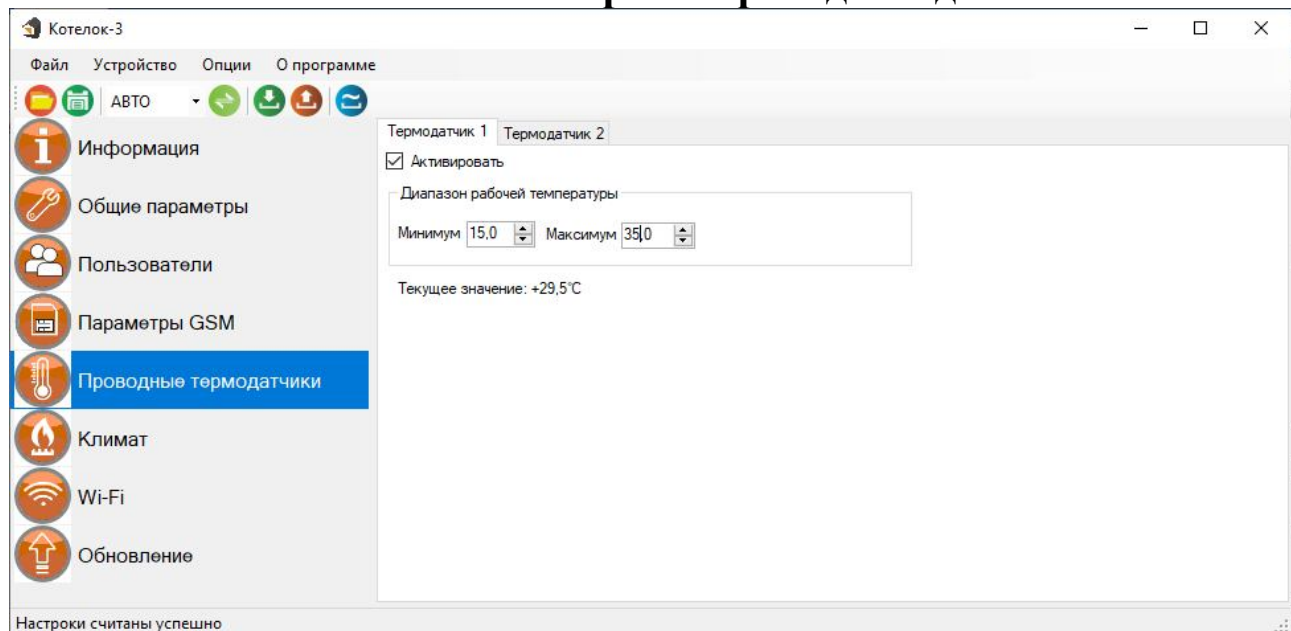 Котелок-3
Файл Устройство Опции О программе
АВТО
Информация
Общие параметры
Пользователи
Параметры GSM
Проводные термодатчики
Климат
Wi-Fi
Обновление
Термодатчик 1 Термодатчик 2
Активировать
Диапазон рабочей температуры
Минимум 15,0 Максимум 35,0
Текущее значение: +29,5°C
Настроки считаны успешно